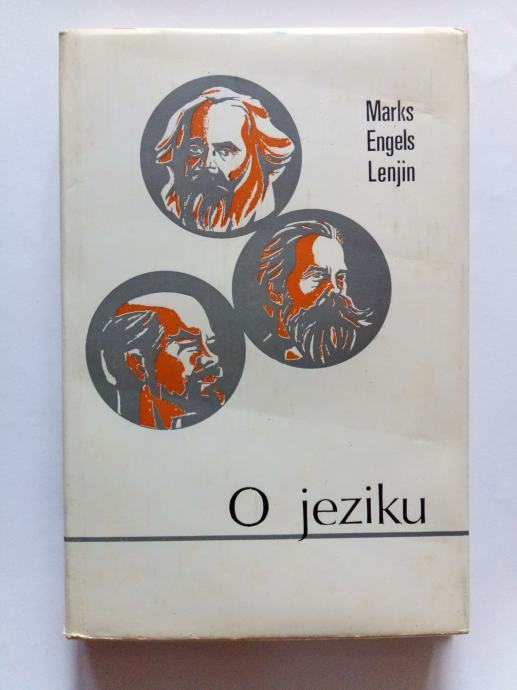 Marks
Engels
Lenjin
O jeziku